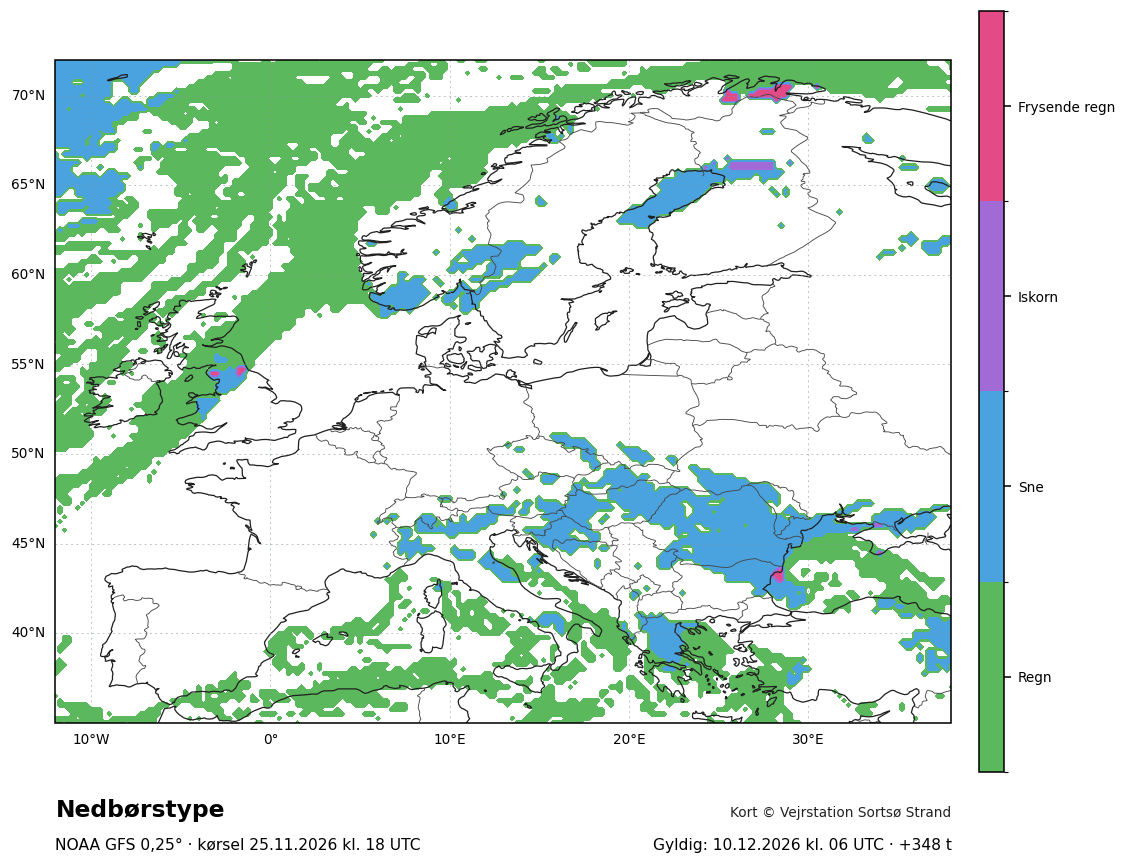 70°N
65°N
60°N
55°N
50°N
45°N
40°N
10°W
0°
10°E
20°E
30°E
Frysende regn
Iskorn
Sne
Regn
Nedbørstype
Kort © Vejrstation Sortsø Strand
NOAA GFS 0,25° · kørsel 25.11.2026 kl. 18 UTC
Gyldig: 10.12.2026 kl. 06 UTC · +348 t